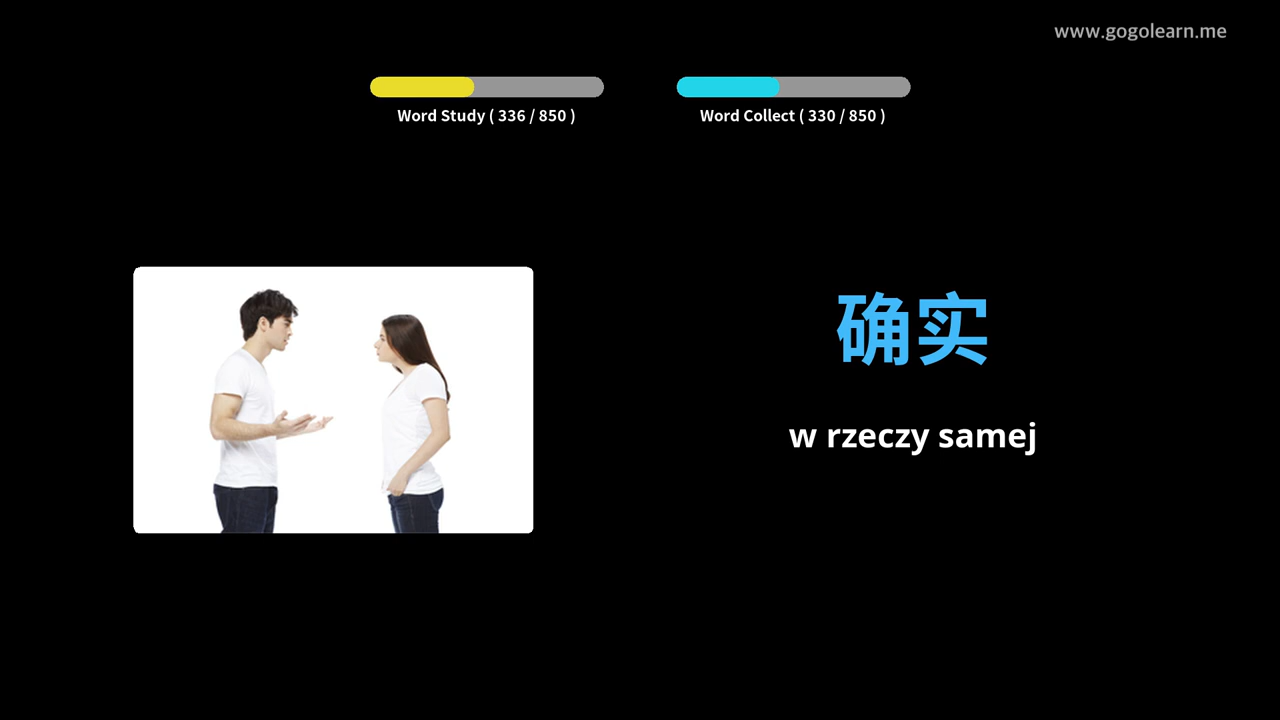 www.gogolearn.me
Word Study ( 336 / 850 )
Word Collect ( 330 / 850 )
确实
w rzeczy samej